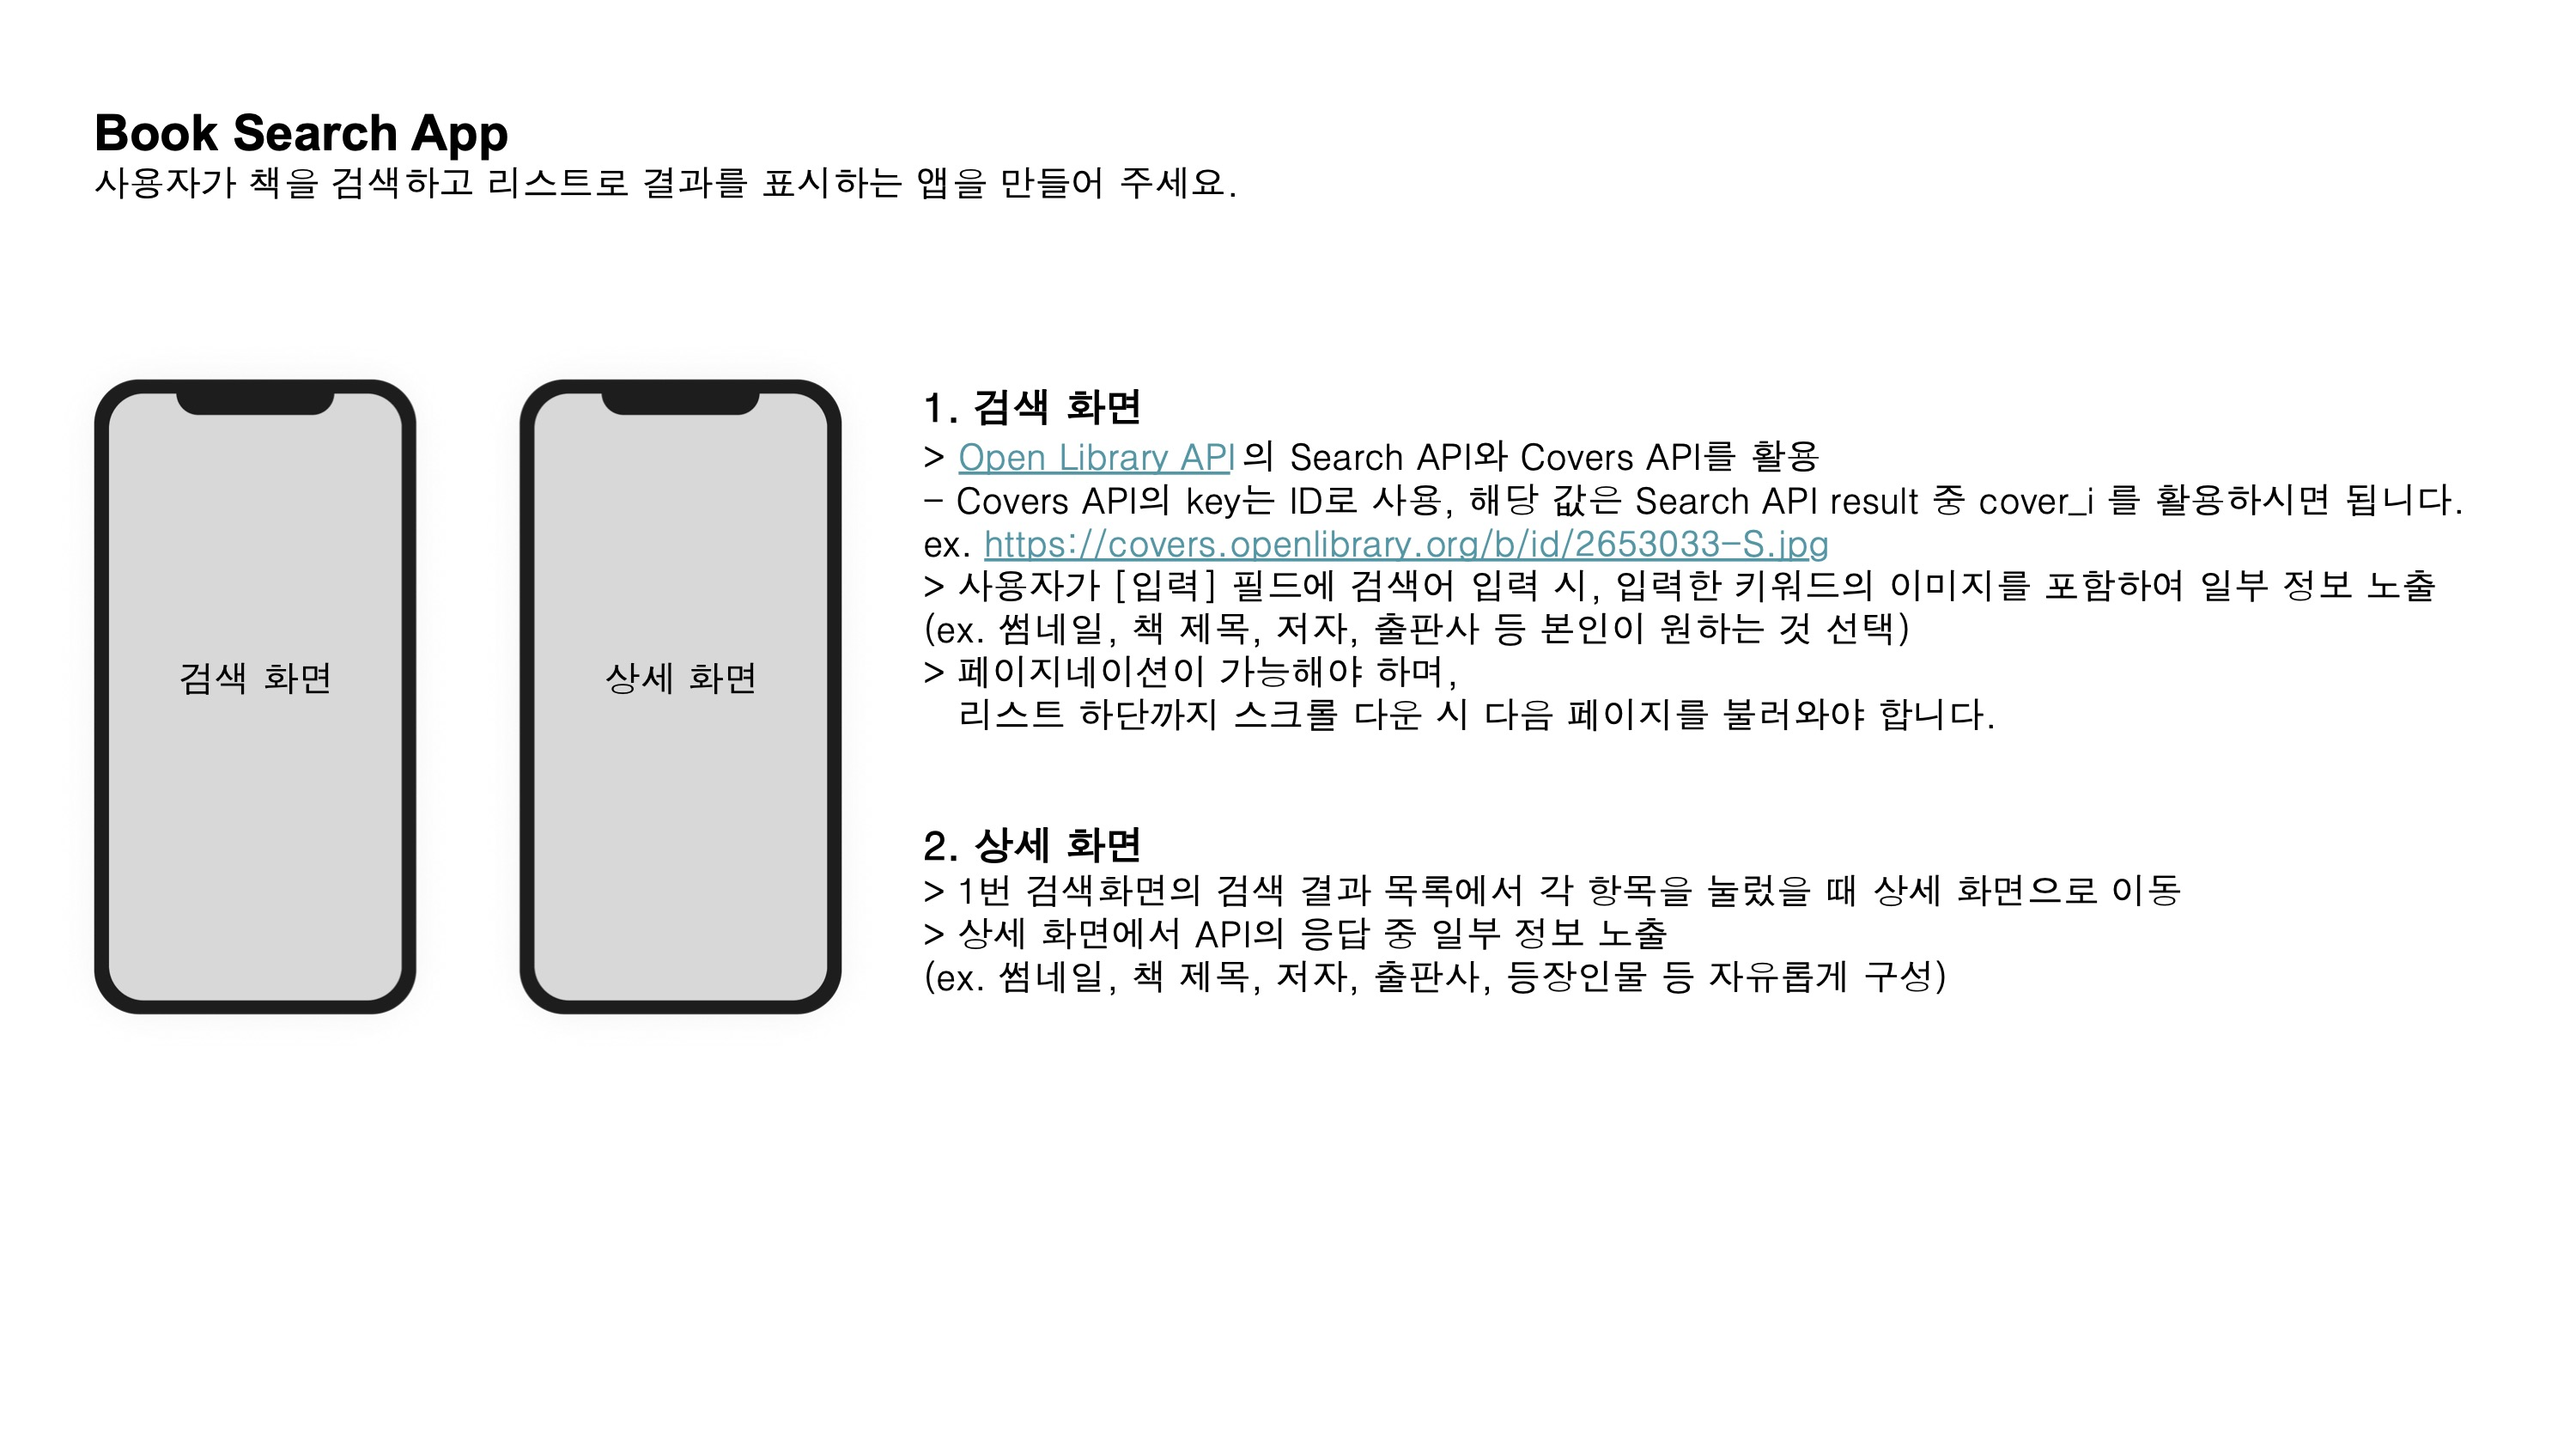 Book Search App
사용자가 책을 검색하고 리스트로 결과를 표시하는 앱을 만들어 주세요.
검색 화면
상세 화면
1. 검색 화면
> Open Library API의 Search API와 Covers API를 활용
- Covers API의 key는 ID로 사용, 해당 값은 Search API result 중 cover_i 를 활용하시면 됩니다.
ex. https://covers.openlibrary.org/b/id/2653033-S.jpg
> 사용자가 [입력] 필드에 검색어 입력 시, 입력한 키워드의 이미지를 포함하여 일부 정보 노출
(ex. 썸네일, 책 제목, 저자, 출판사 등 본인이 원하는 것 선택)
> 페이지네이션이 가능해야 하며,
리스트 하단까지 스크롤 다운 시 다음 페이지를 불러와야 합니다.
2. 상세 화면
> 1번 검색화면의 검색 결과 목록에서 각 항목을 눌렀을 때 상세 화면으로 이동
> 상세 화면에서 API의 응답 중 일부 정보 노출
(ex. 썸네일, 책 제목, 저자, 출판사, 등장인물 등 자유롭게 구성)